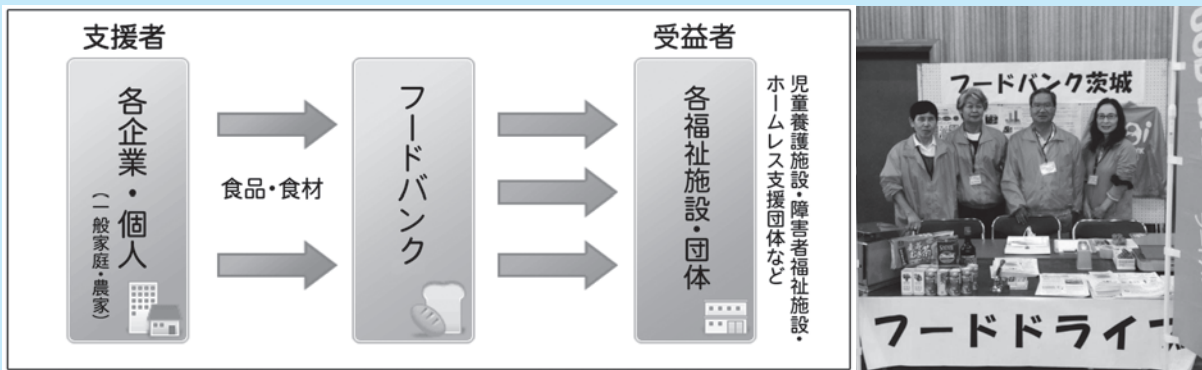 支援者
各企業・個人
(一般家庭・農家)
食品・食材
フードバンク
受益者
各福祉施設・団体
児童養護施設・障害者福祉施設・
ホームレス支援団体など
フードバンク茨城
フードドライブ